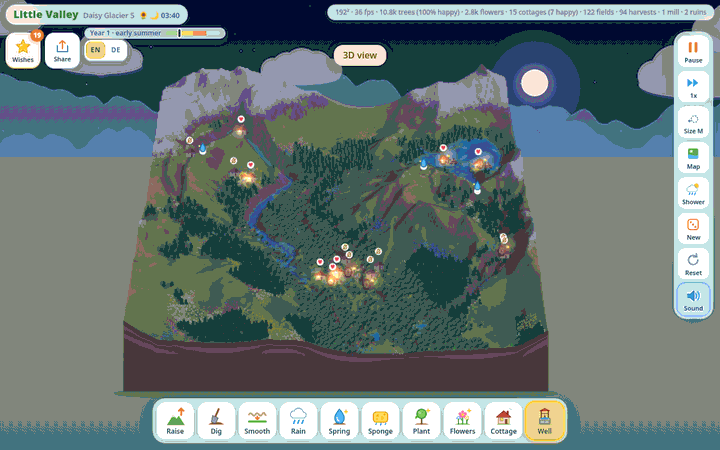 Little Valley Daisy Glacier 5 03:40
192² · 36 fps · 10.8k trees (100% happy) · 2.8k flowers · 15 cottages (7 happy) · 122 fields · 94 harvests · 1 mill · 2 ruins
Year 1 · early summer
19
Wishes
Share
EN DE
3D view
Pause
1x
Size M
Map
Shower
New
Reset
Sound
Raise
Dig
Smooth
Rain
Spring
Sponge
Plant
Flowers
Cottage
Well